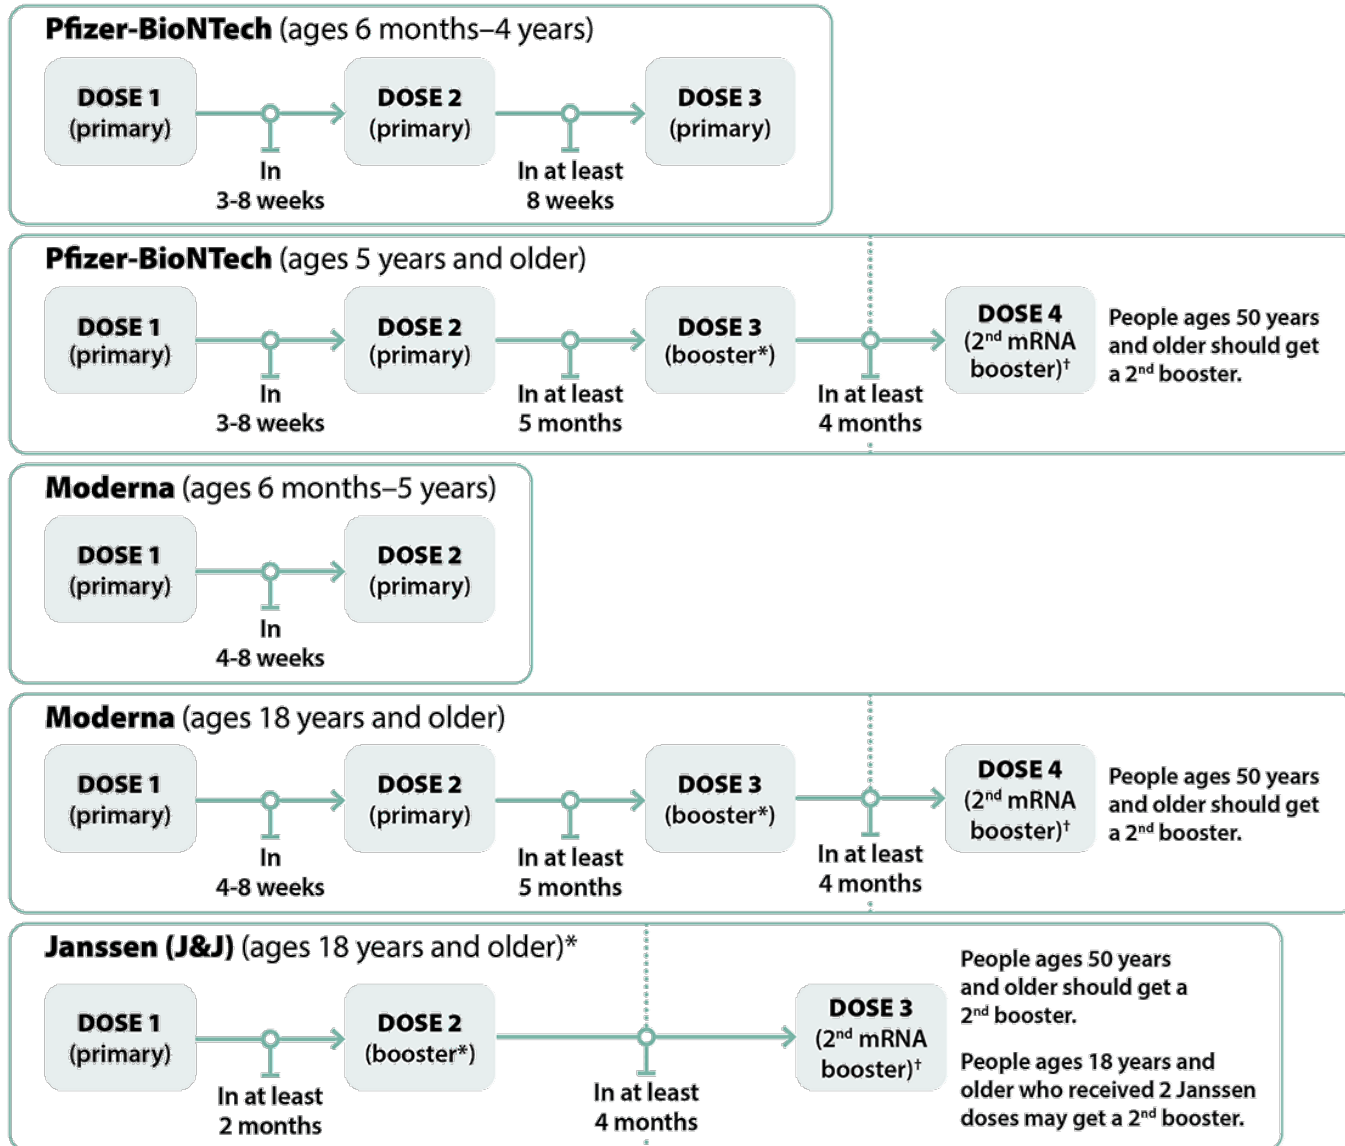 Pfizer-BioNTech (ages 6 months–4 years)
DOSE 1
(primary)
In
3-8 weeks
DOSE 2
(primary)
In at least
8 weeks
DOSE 3
(primary)
Pfizer-BioNTech (ages 5 years and older)
DOSE 1
(primary)
In
3-8 weeks
DOSE 2
(primary)
In at least
5 months
DOSE 3
(booster*)
In at least
4 months
DOSE 4
(2nd mRNA
booster)†
People ages 50 years
and older should get
a 2nd booster.
Moderna (ages 6 months–5 years)
DOSE 1
(primary)
In
4-8 weeks
DOSE 2
(primary)
Moderna (ages 18 years and older)
DOSE 1
(primary)
In
4-8 weeks
DOSE 2
(primary)
In at least
5 months
DOSE 3
(booster*)
In at least
4 months
DOSE 4
(2nd mRNA
booster)†
People ages 50 years
and older should get
a 2nd booster.
Janssen (J&J) (ages 18 years and older)*
DOSE 1
(primary)
In at least
2 months
DOSE 2
(booster*)
In at least
4 months
DOSE 3
(2nd mRNA
booster)†
People ages 50 years
and older should get a
2nd booster.
People ages 18 years and
older who received 2 Janssen
doses may get a 2nd booster.